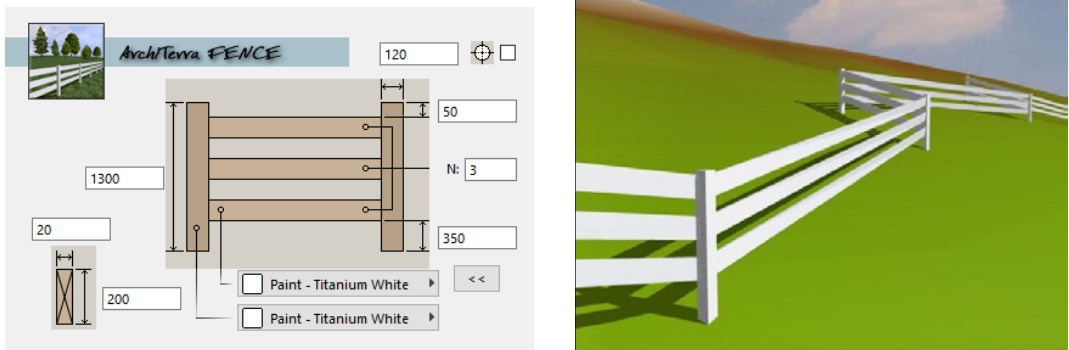 ArchiTerra FENCE
120
50
1300
N: 3
20
350
200
<<
Paint - Titanium White
Paint - Titanium White